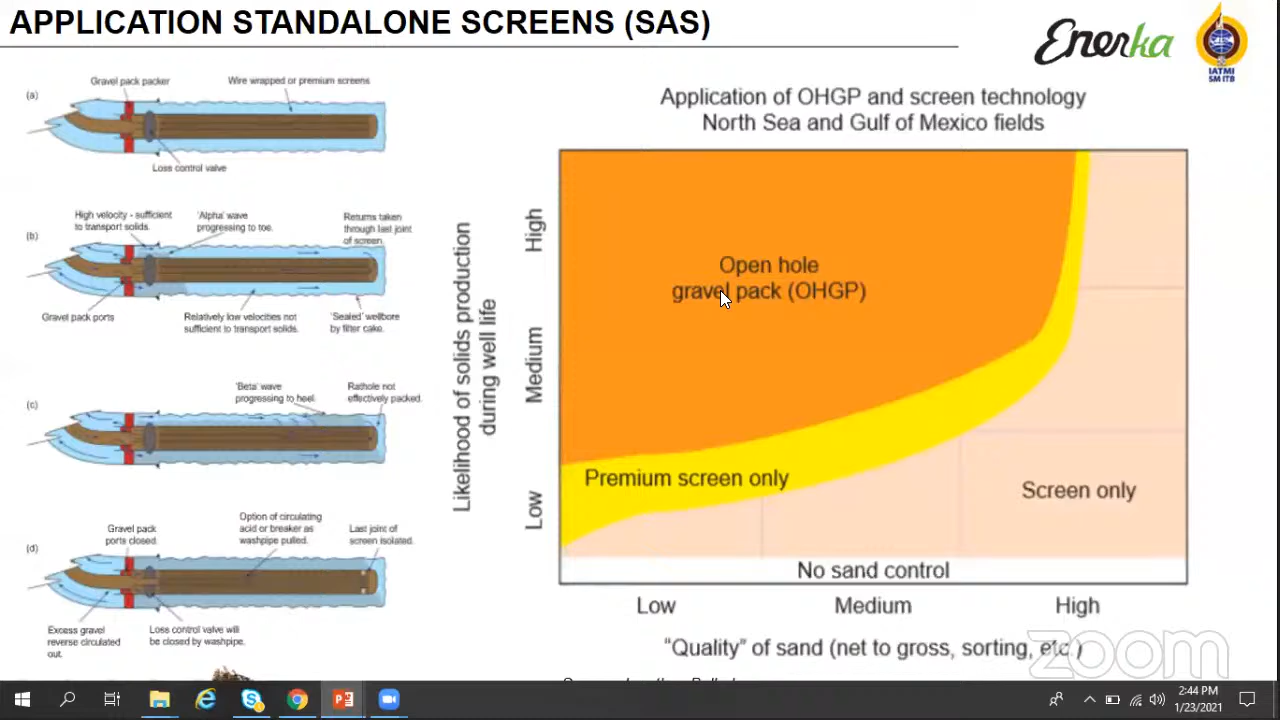 APPLICATION STANDALONE SCREENS (SAS)
Enerka
IATMI
SM ITB
(a)
Gravel pack packer
Wire wrapped or premium screens
Loss control valve
(b)
High velocity - sufficient
to transport solids.
'Alpha' wave
progressing to toe.
Returns taken
through last joint
of screen.
Gravel pack ports
Relatively low velocities not
sufficient to transport solids.
'Sealed' wellbore
by filter cake.
(c)
'Beta' wave
progressing to heel.
Rathole not
effectively packed.
(d)
Gravel pack
ports closed.
Option of circulating
acid or breaker as
washpipe pulled.
Last joint of
screen isolated.
Excess gravel
reverse circulated
out.
Loss control valve will
be closed by washpipe.
Application of OHGP and screen technology
North Sea and Gulf of Mexico fields
Likelihood of solids production
during well life
High
Medium
Low
Open hole
gravel pack (OHGP)
Premium screen only
Screen only
No sand control
Low
Medium
High
"Quality" of sand (net to gross, sorting, etc.)
zoom
2:44 PM
1/23/2021